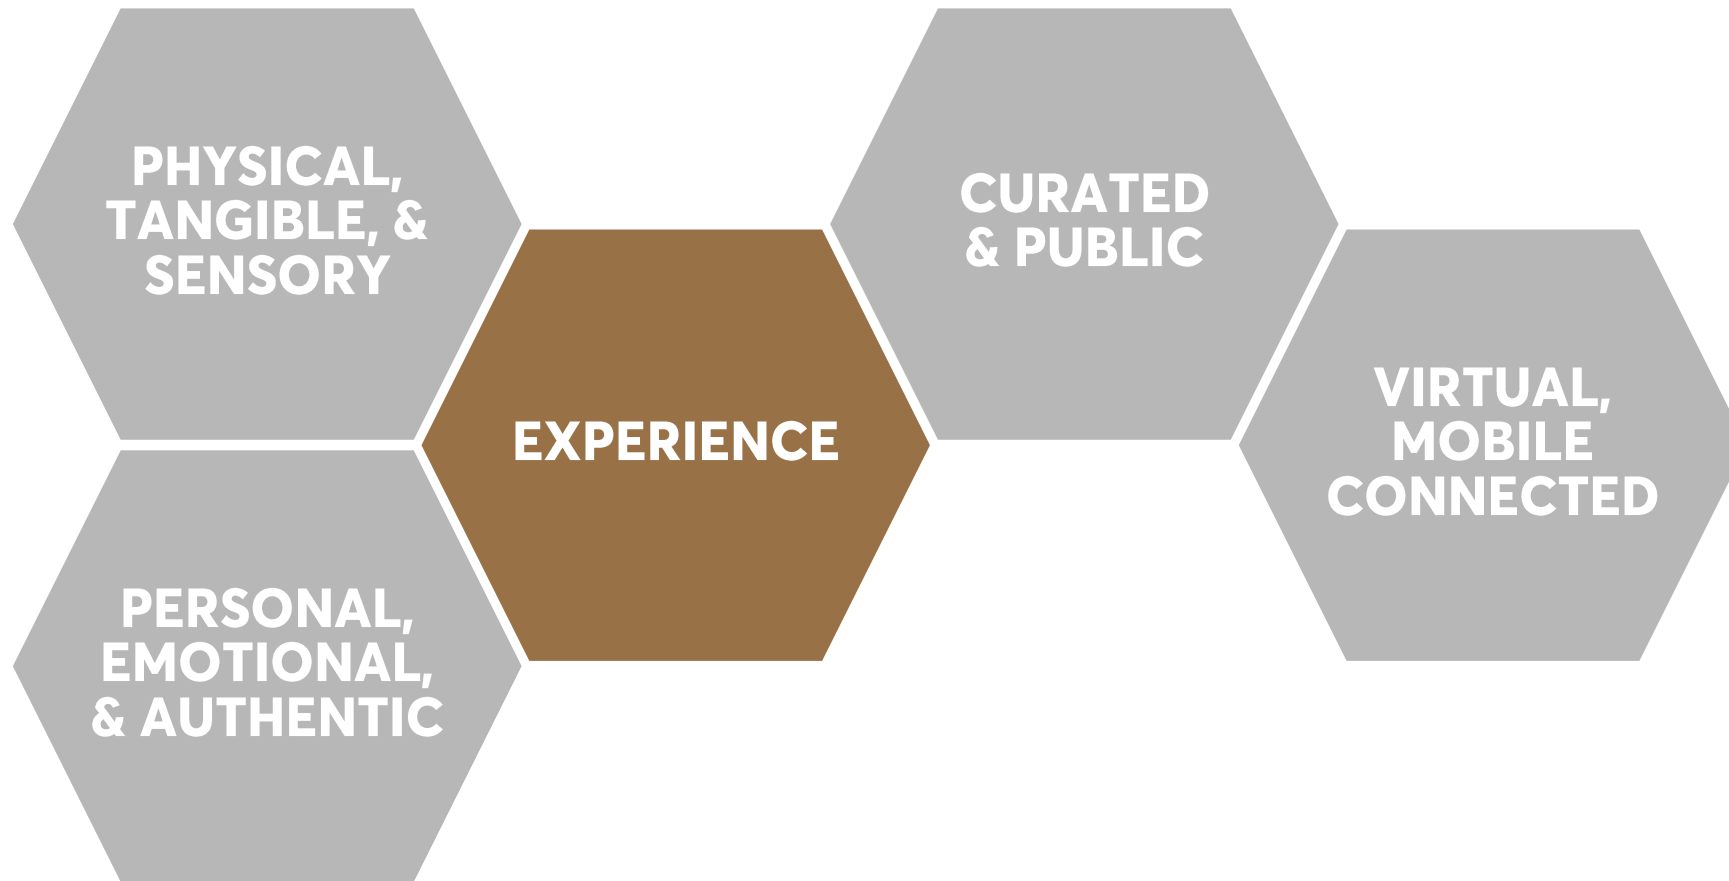 PHYSICAL,
TANGIBLE, &
SENSORY
EXPERIENCE
CURATED
& PUBLIC
VIRTUAL,
MOBILE
CONNECTED
PERSONAL,
EMOTIONAL,
& AUTHENTIC